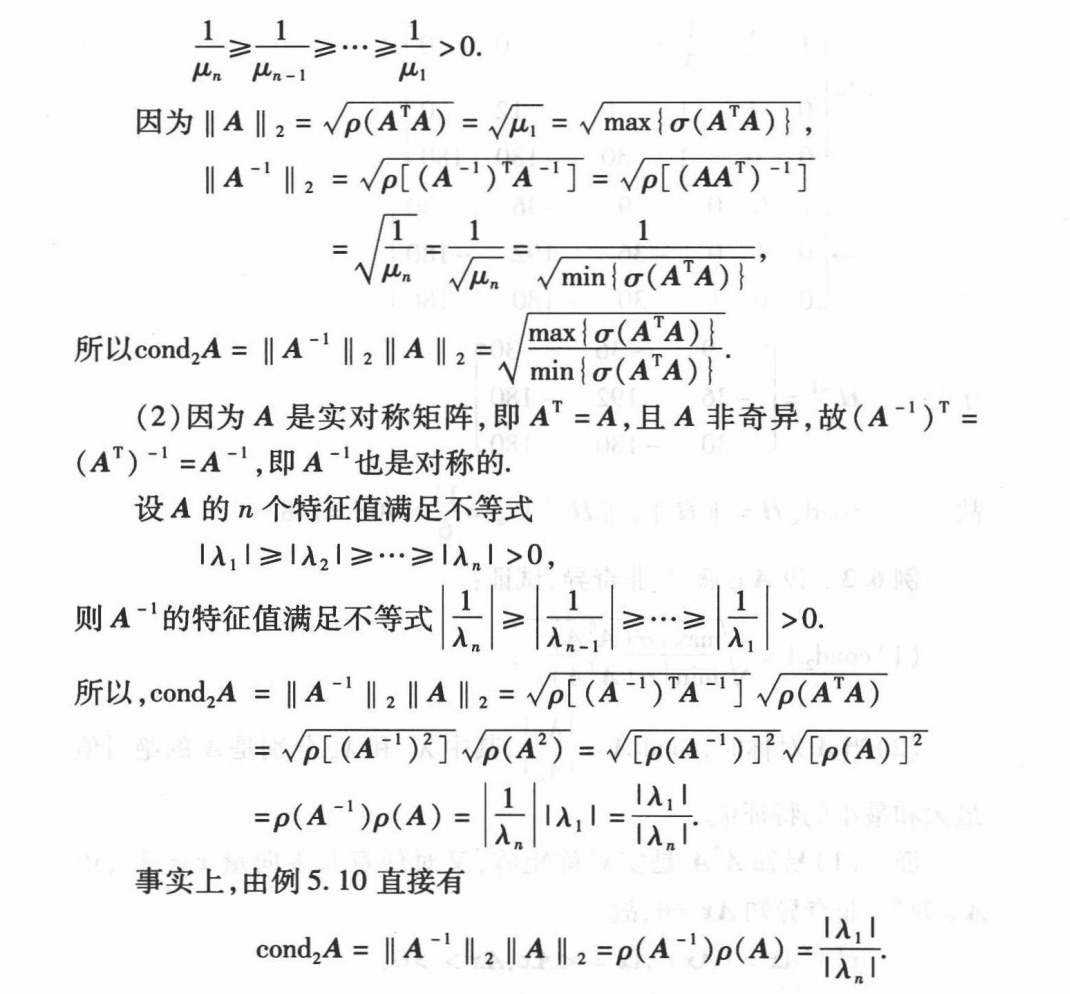 $\frac{1}{\mu_n} \geqslant \frac{1}{\mu_{n-1}} \geqslant \cdots \geqslant \frac{1}{\mu_1} > 0.$
因为 $\| A \|_2 = \sqrt{\rho(A^T A)} = \sqrt{\mu_1} = \sqrt{\max\{\sigma(A^T A)\}}$,
$\| A^{-1} \|_2 = \sqrt{\rho[(A^{-1})^T A^{-1}]} = \sqrt{\rho[(AA^T)^{-1}]}$
$= \sqrt{\frac{1}{\mu_n}} = \frac{1}{\sqrt{\mu_n}} = \frac{1}{\sqrt{\min\{\sigma(A^T A)\}}}$,
所以 $\text{cond}_2 A = \| A^{-1} \|_2 \| A \|_2 = \sqrt{\frac{\max\{\sigma(A^T A)\}}{\min\{\sigma(A^T A)\}}}$.
(2)因为 $A$ 是实对称矩阵,即 $A^T = A$,且 $A$ 非奇异,故$(A^{-1})^T =$
$(A^T)^{-1} = A^{-1}$,即 $A^{-1}$也是对称的.
设 $A$ 的 $n$ 个特征值满足不等式
$|\lambda_1| \geqslant |\lambda_2| \geqslant \cdots \geqslant |\lambda_n| > 0$,
则 $A^{-1}$的特征值满足不等式 $\left|\frac{1}{\lambda_n}\right| \geqslant \left|\frac{1}{\lambda_{n-1}}\right| \geqslant \cdots \geqslant \left|\frac{1}{\lambda_1}\right| > 0.$
所以,$\text{cond}_2 A = \| A^{-1} \|_2 \| A \|_2 = \sqrt{\rho[(A^{-1})^T A^{-1}]} \sqrt{\rho(A^T A)}$
$= \sqrt{\rho[(A^{-1})^2]} \sqrt{\rho(A^2)} = \sqrt{[\rho(A^{-1})]^2} \sqrt{[\rho(A)]^2}$
$= \rho(A^{-1})\rho(A) = \left|\frac{1}{\lambda_n}\right| |\lambda_1| = \frac{|\lambda_1|}{|\lambda_n|}.$
事实上,由例 5.10 直接有
$\text{cond}_2 A = \| A^{-1} \|_2 \| A \|_2 = \rho(A^{-1})\rho(A) = \frac{|\lambda_1|}{|\lambda_n|}.$